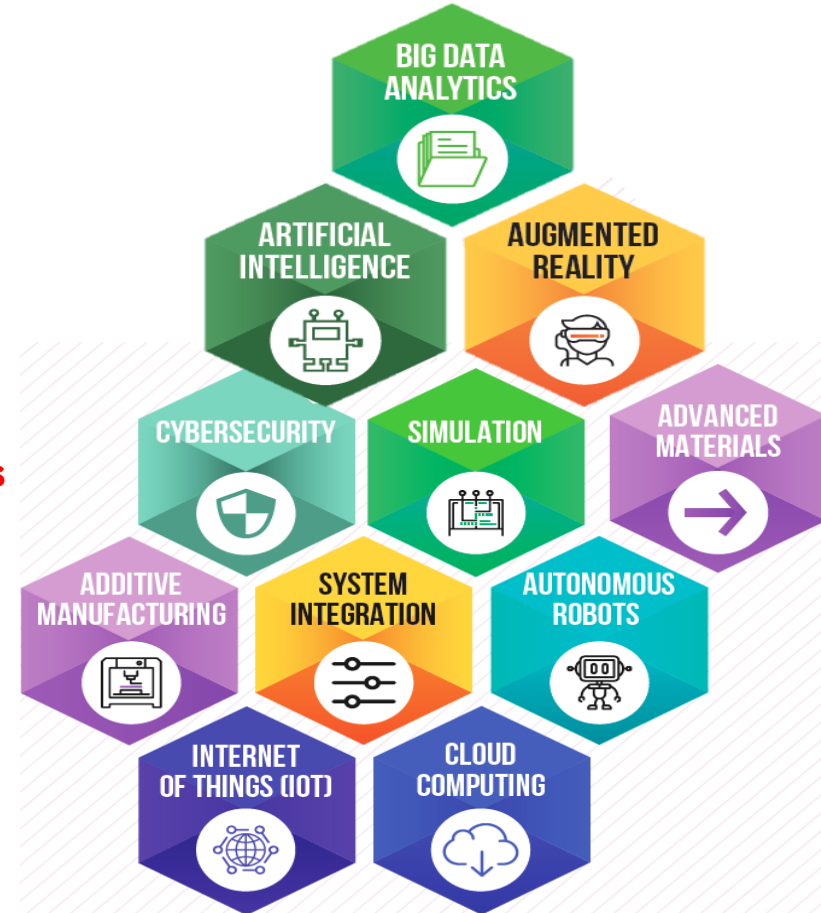 BIG DATA
ANALYTICS
ARTIFICIAL
INTELLIGENCE
AUGMENTED
REALITY
CYBERSECURITY
SIMULATION
ADVANCED
MATERIALS
S
ADDITIVE
MANUFACTURING
SYSTEM
INTEGRATION
AUTONOMOUS
ROBOTS
INTERNET
OF THINGS (IOT)
CLOUD
COMPUTING